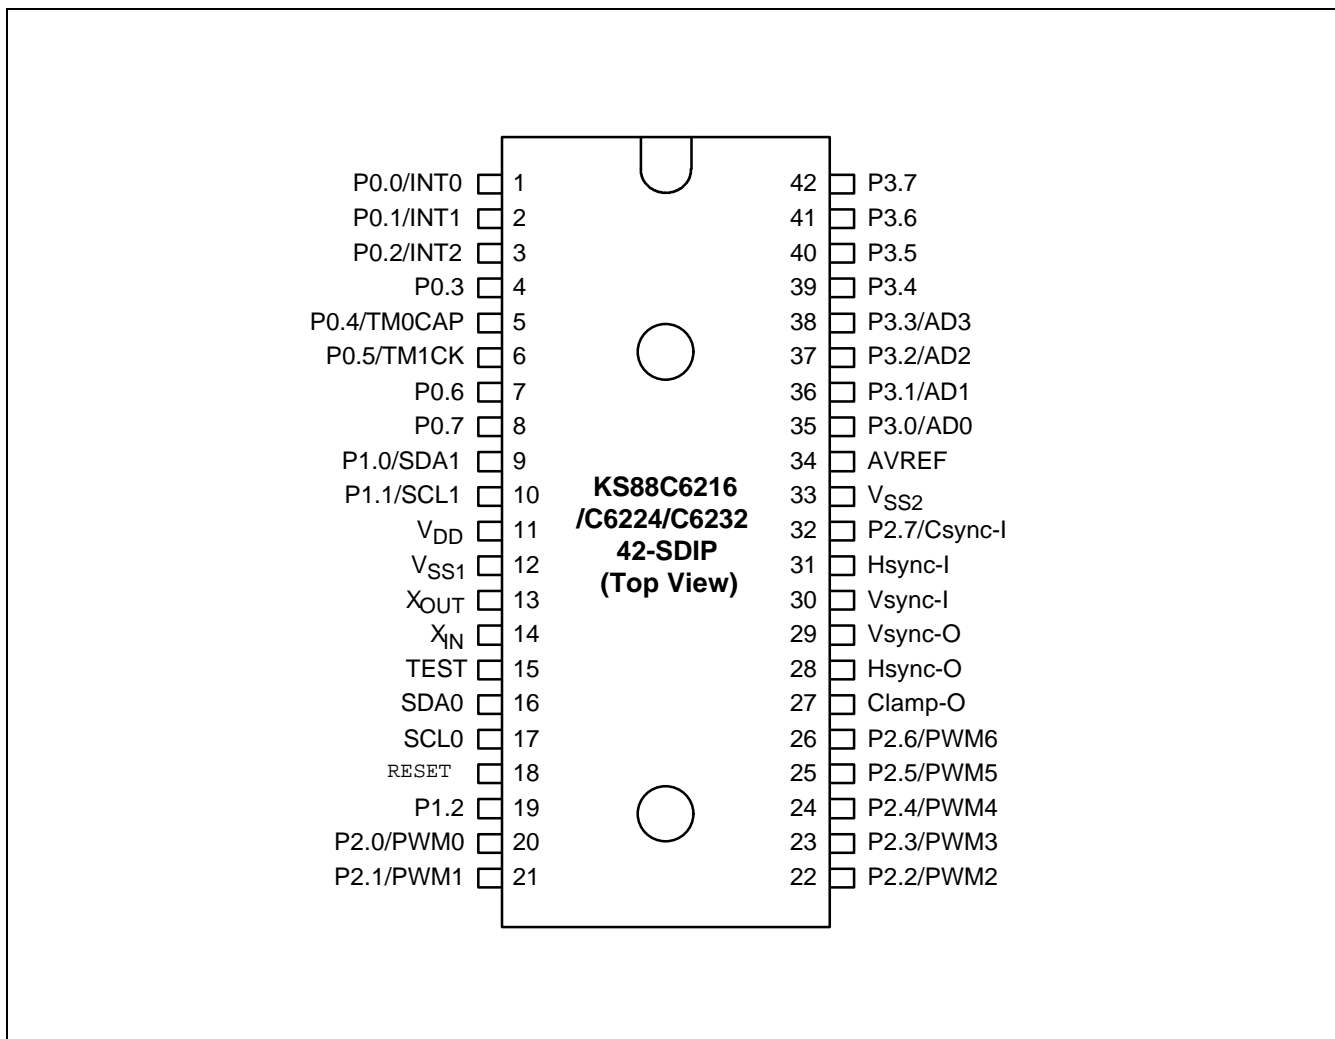 P0.0/INT0 1 42 P3.7
P0.1/INT1 2 41 P3.6
P0.2/INT2 3 40 P3.5
P0.3 4 39 P3.4
P0.4/TM0CAP 5 38 P3.3/AD3
P0.5/TM1CK 6 37 P3.2/AD2
P0.6 7 36 P3.1/AD1
P0.7 8 35 P3.0/AD0
P1.0/SDA1 9 34 AVREF
P1.1/SCL1 10 33 VSS2
VDD 11 32 P2.7/Csync-I
VSS1 12 31 Hsync-I
XOUT 13 30 Vsync-I
XIN 14 29 Vsync-O
TEST 15 28 Hsync-O
SDA0 16 27 Clamp-O
SCL0 17 26 P2.6/PWM6
RESET 18 25 P2.5/PWM5
P1.2 19 24 P2.4/PWM4
P2.0/PWM0 20 23 P2.3/PWM3
P2.1/PWM1 21 22 P2.2/PWM2
KS88C6216
/C6224/C6232
42-SDIP
(Top View)